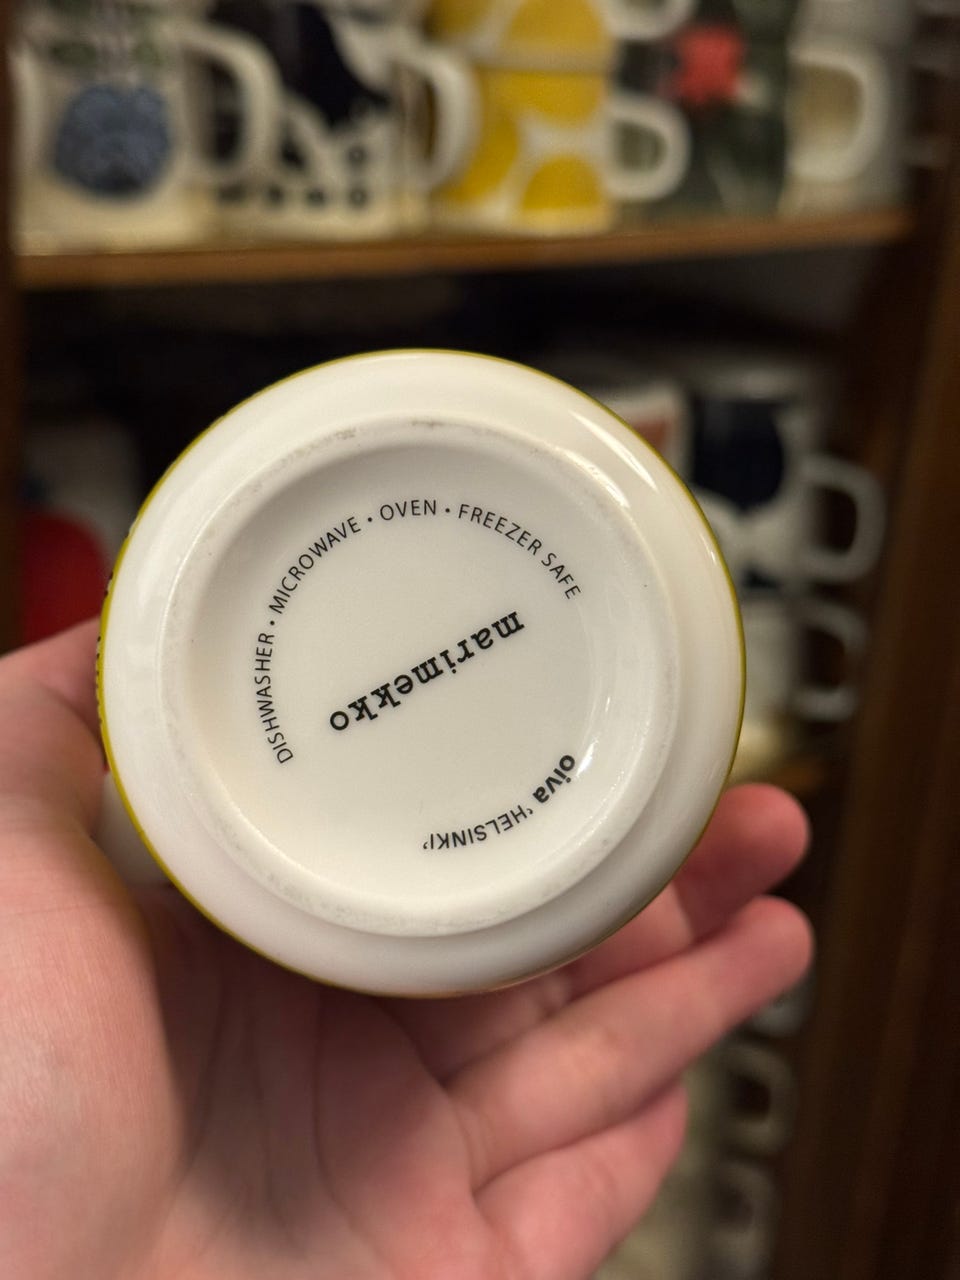 DISHWASHER • MICROWAVE • OVEN • FREEZER SAFE
marimekko
oiva 'HELSINKI'